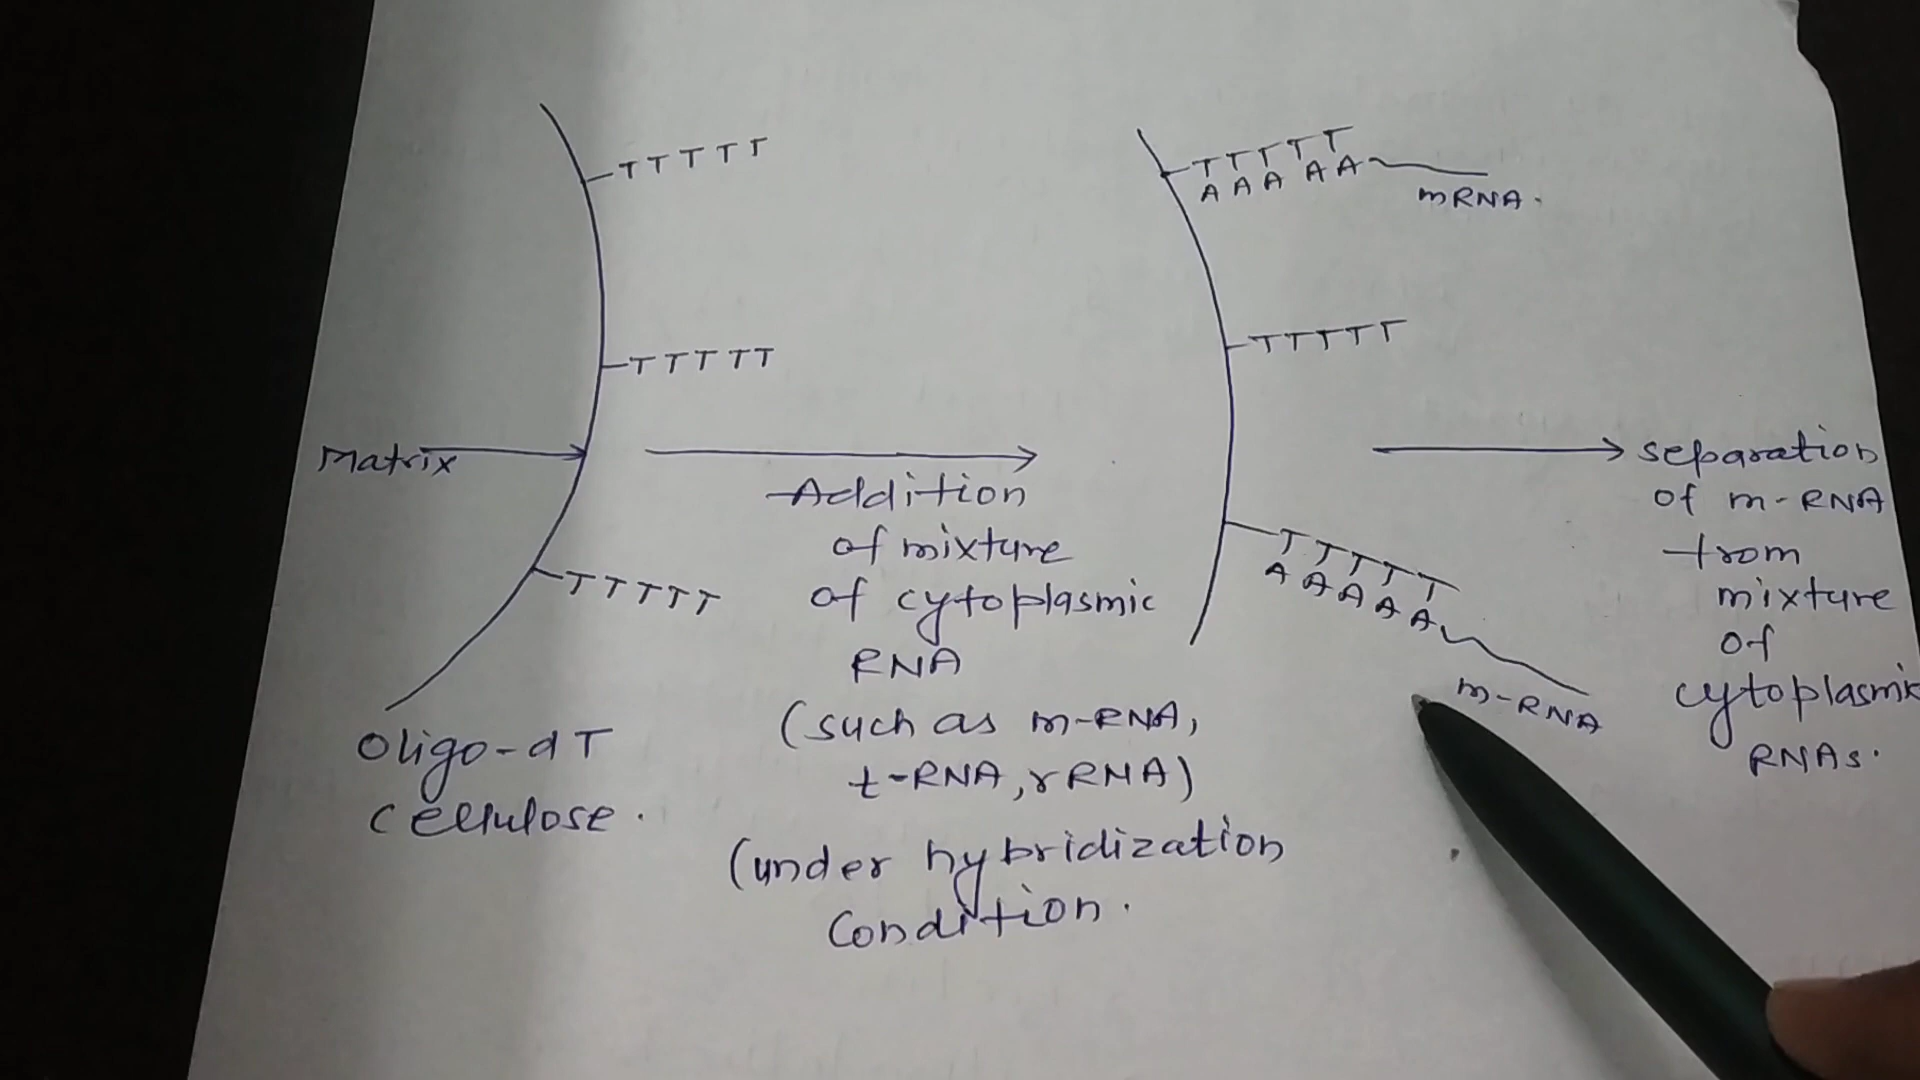 TTTTT
TTTTT
Matrix
TTTTT
Oligo-dT
Cellulose.
Addition
of mixture
of cytoplasmic
RNA
(such as m-RNA,
t-RNA, rRNA)
(under hybridization
Condition.
TTTTT
AAAAA
mRNA.
TTTTT
TTTTT
AAAAA
m-RNA
separation
of m-RNA
from
mixture
of
cytoplasmic
RNAs.